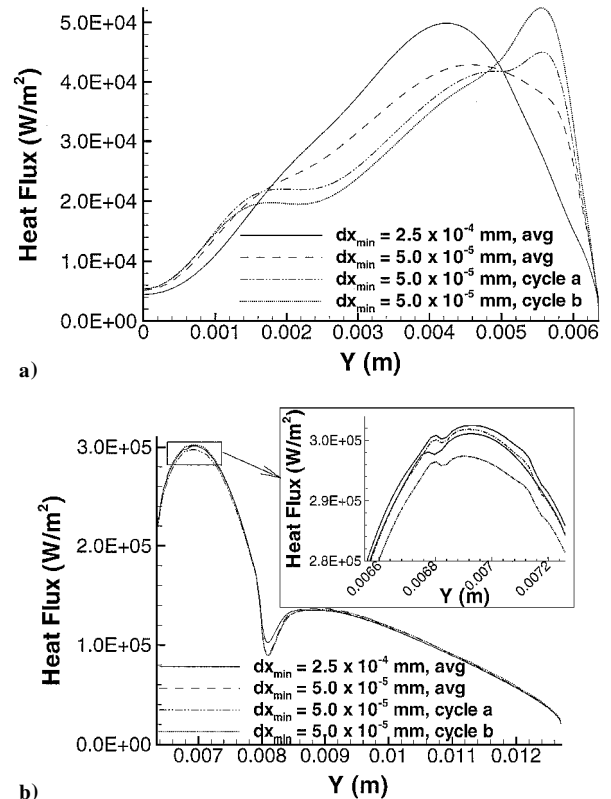 5.0E+04
4.0E+04
3.0E+04
2.0E+04
1.0E+04
0.0E+00
Heat Flux (W/m²)
dx_min = 2.5 x 10⁻⁴ mm, avg
dx_min = 5.0 x 10⁻⁵ mm, avg
dx_min = 5.0 x 10⁻⁵ mm, cycle a
dx_min = 5.0 x 10⁻⁵ mm, cycle b
0 0.001 0.002 0.003 0.004 0.005 0.006
Y (m)
a)
3.0E+05
2.0E+05
1.0E+05
0.0E+00
Heat Flux (W/m²)
3.0E+05
2.9E+05
2.8E+05
Heat Flux (W/m²)
0.0066 0.0068 0.007 0.0072
Y (m)
dx_min = 2.5 x 10⁻⁴ mm, avg
dx_min = 5.0 x 10⁻⁵ mm, avg
dx_min = 5.0 x 10⁻⁵ mm, cycle a
dx_min = 5.0 x 10⁻⁵ mm, cycle b
0.007 0.008 0.009 0.01 0.011 0.012
Y (m)
b)